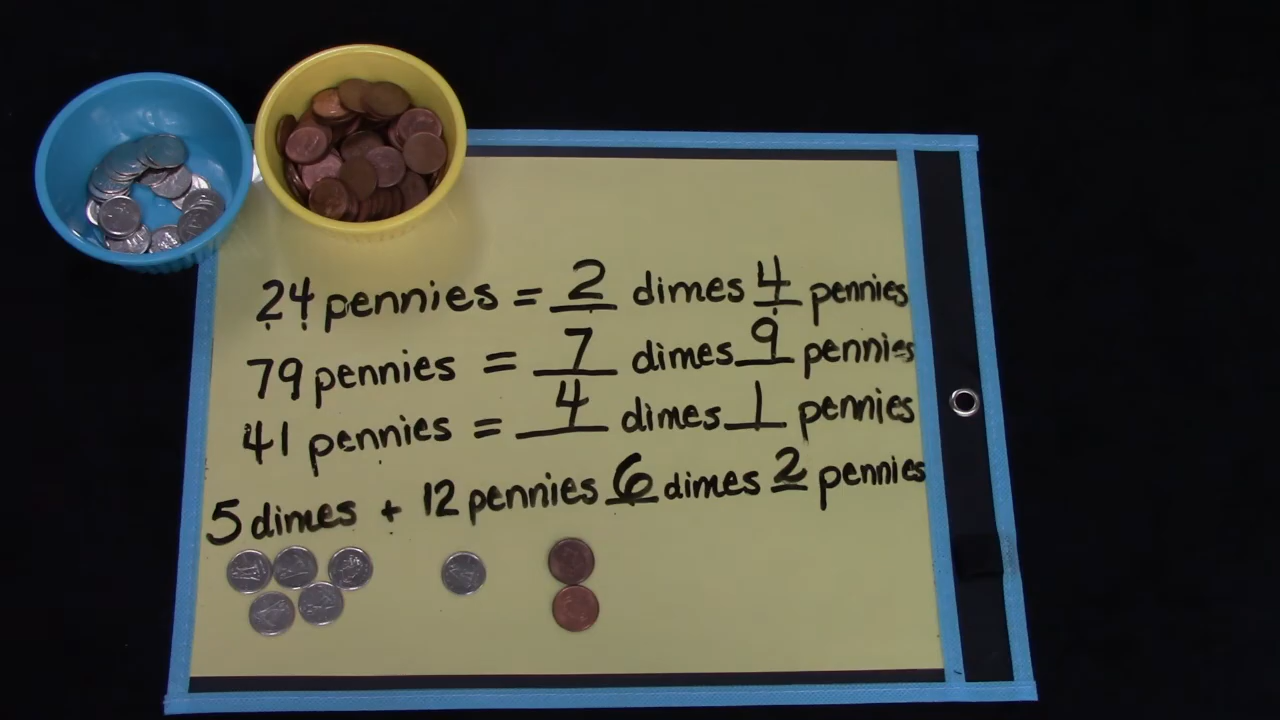 24 pennies = 2 dimes 4 pennies
79 pennies = 7 dimes 9 pennies
41 pennies = 4 dimes 1 pennies
5 dimes + 12 pennies 6 dimes 2 pennies